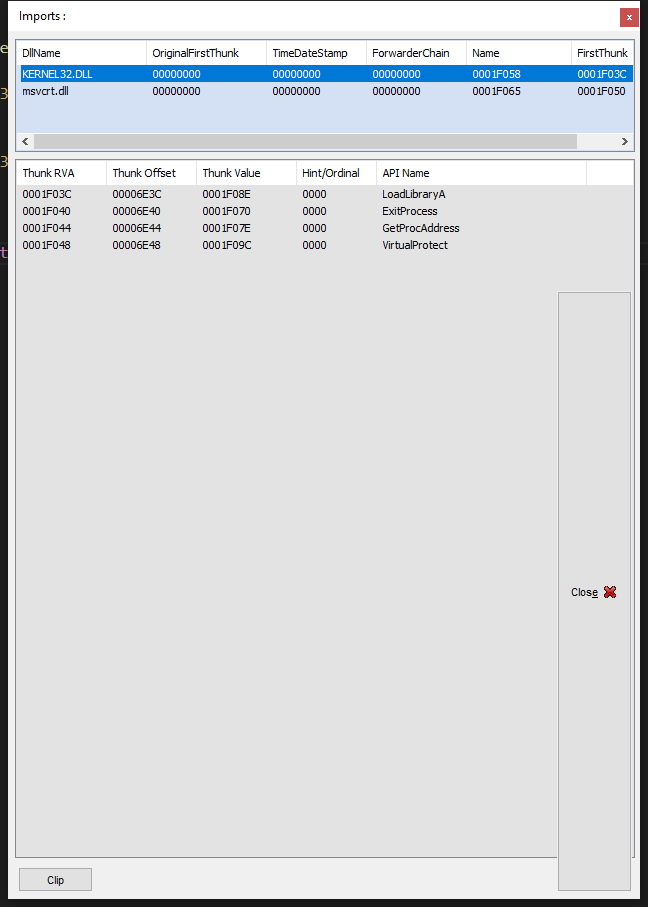 Imports :
DllName OriginalFirstThunk TimeDateStamp ForwarderChain Name FirstThunk
KERNEL32.DLL 00000000 00000000 00000000 0001F058 0001F03C
msvcrt.dll 00000000 00000000 00000000 0001F065 0001F050
Thunk RVA Thunk Offset Thunk Value Hint/Ordinal API Name
0001F03C 00006E3C 0001F08E 0000 LoadLibraryA
0001F040 00006E40 0001F070 0000 ExitProcess
0001F044 00006E44 0001F07E 0000 GetProcAddress
0001F048 00006E48 0001F09C 0000 VirtualProtect
Close
Clip